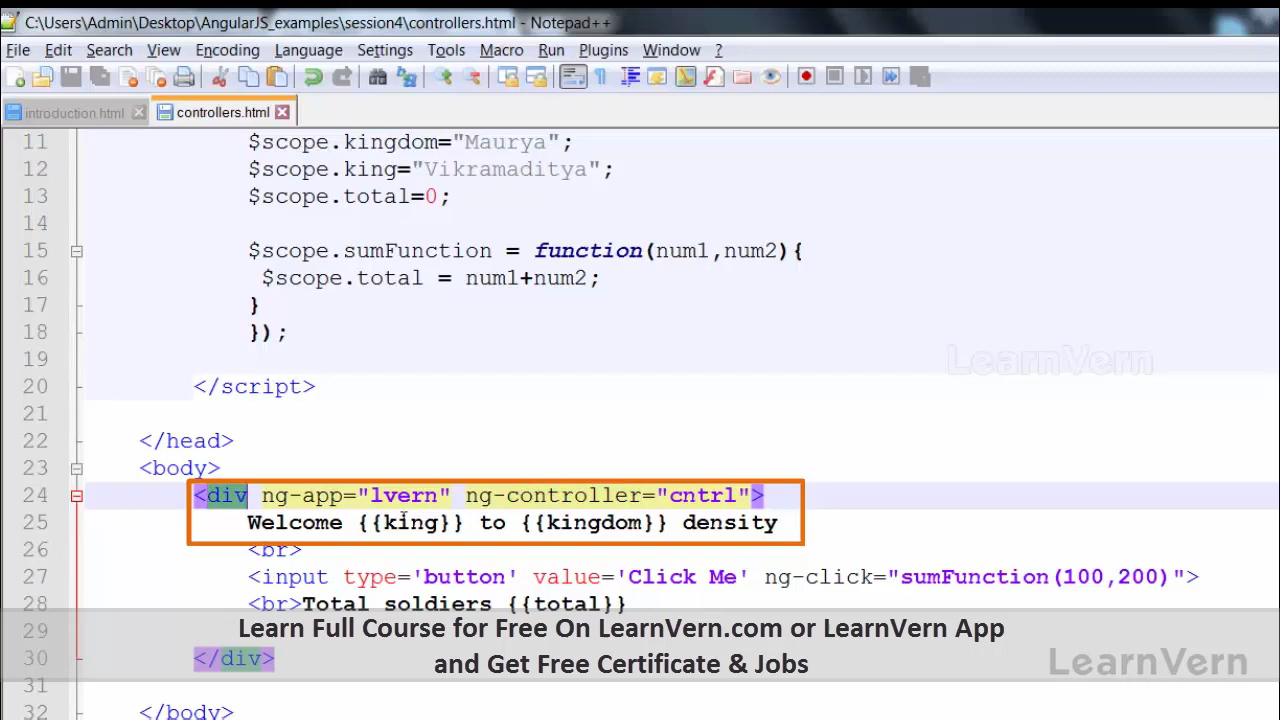 C:\Users\Admin\Desktop\AngularJS_examples\session4\controllers.html - Notepad++
File Edit Search View Encoding Language Settings Tools Macro Run Plugins Window ?
introduction.html controllers.html
11 $scope.kingdom="Maurya";
12 $scope.king="Vikramaditya";
13 $scope.total=0;
14
15 $scope.sumFunction = function(num1,num2){
16 $scope.total = num1+num2;
17 }
18 });
19
LearnVern
20 </script>
21
22 </head>
23 <body>
24 <div ng-app="lvern" ng-controller="cntrl">
25 Welcome {{king}} to {{kingdom}} density
26 <br>
27 <input type='button' value='Click Me' ng-click="sumFunction(100,200)">
28 <br>Total soldiers {{total}}
29
Learn Full Course for Free On LearnVern.com or LearnVern App
and Get Free Certificate & Jobs
LearnVern
30 </div>
31
32 </body>